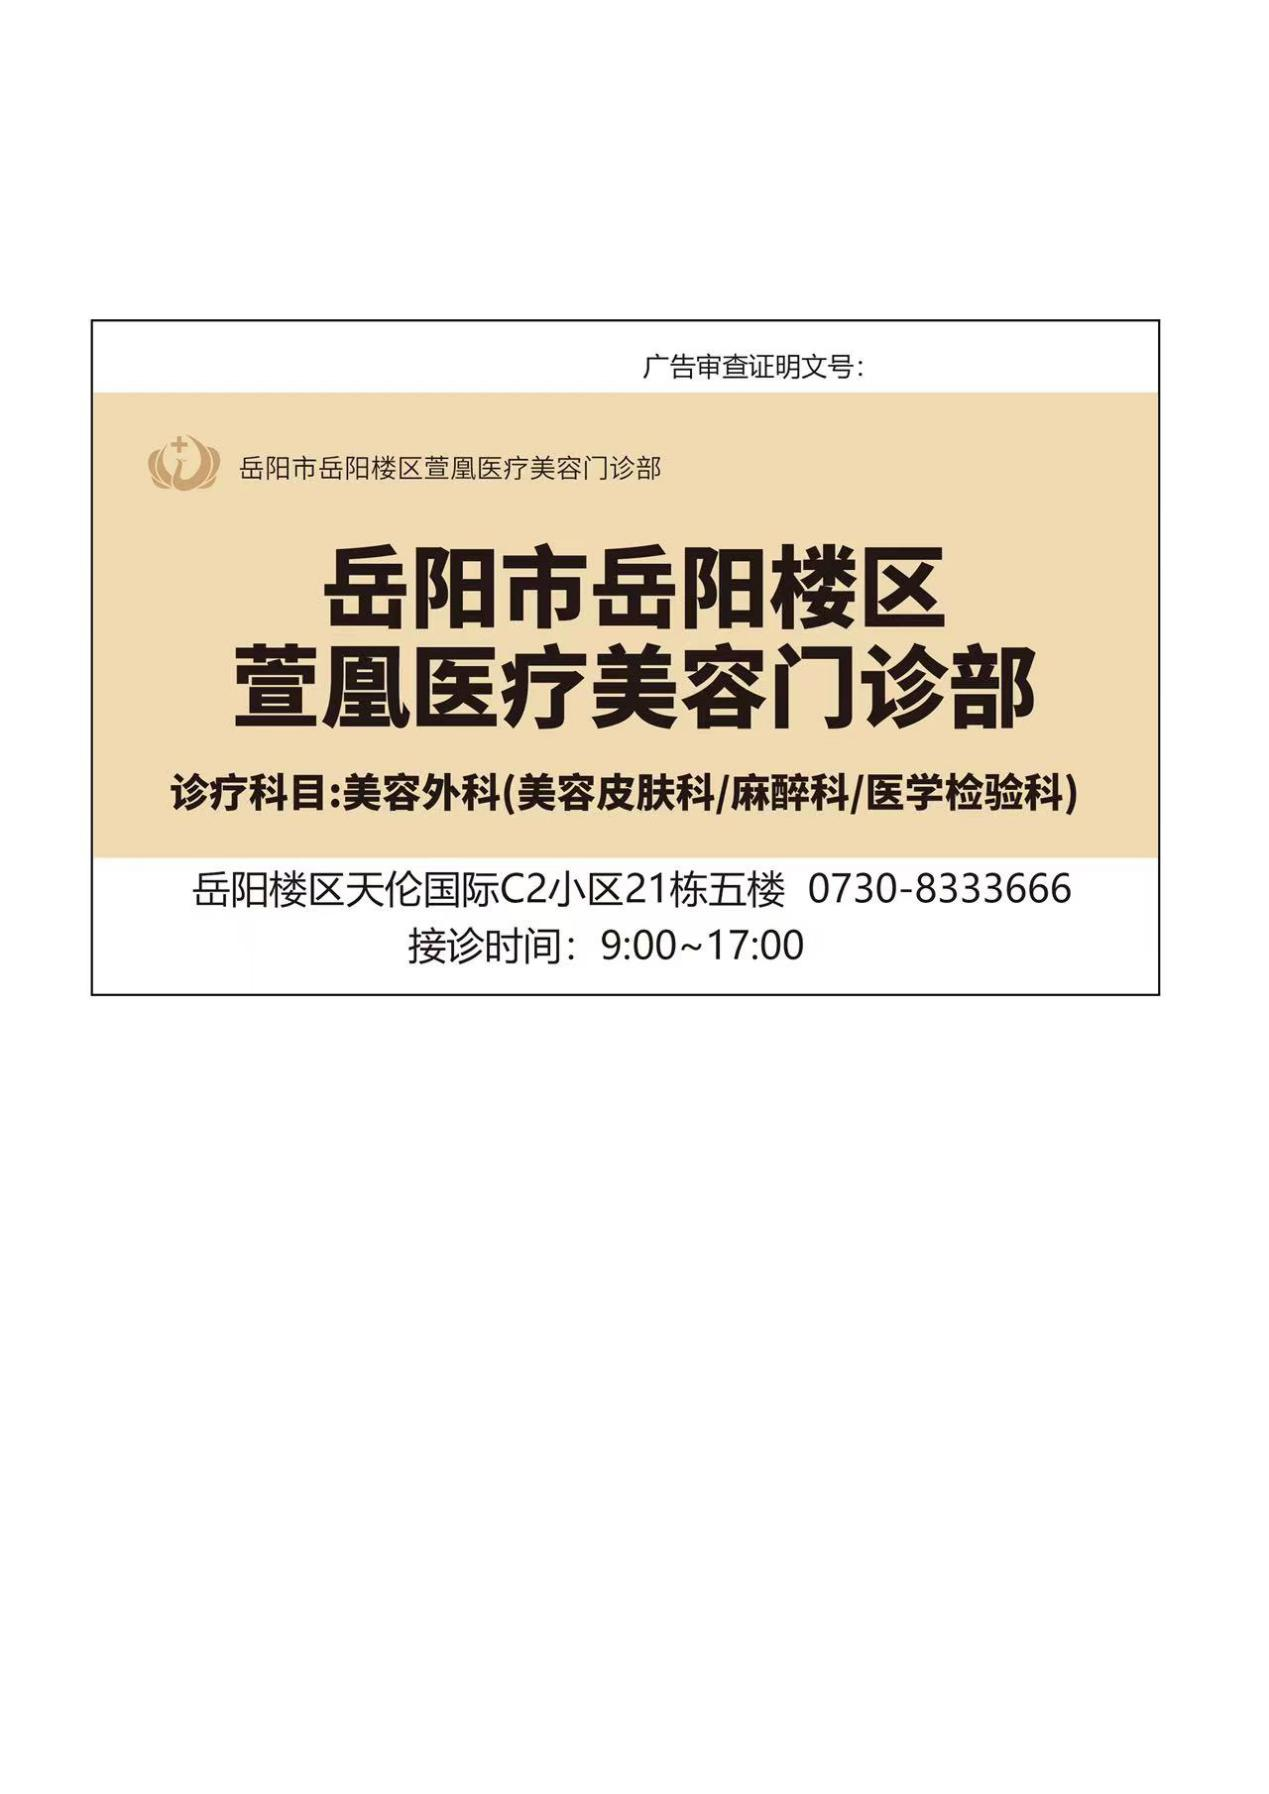 广告审查证明文号：
岳阳市岳阳楼区萱凰医疗美容门诊部
岳阳市岳阳楼区
萱凰医疗美容门诊部
诊疗科目:美容外科(美容皮肤科/麻醉科/医学检验科)
岳阳楼区天伦国际C2小区21栋五楼 0730-8333666
接诊时间：9:00~17:00